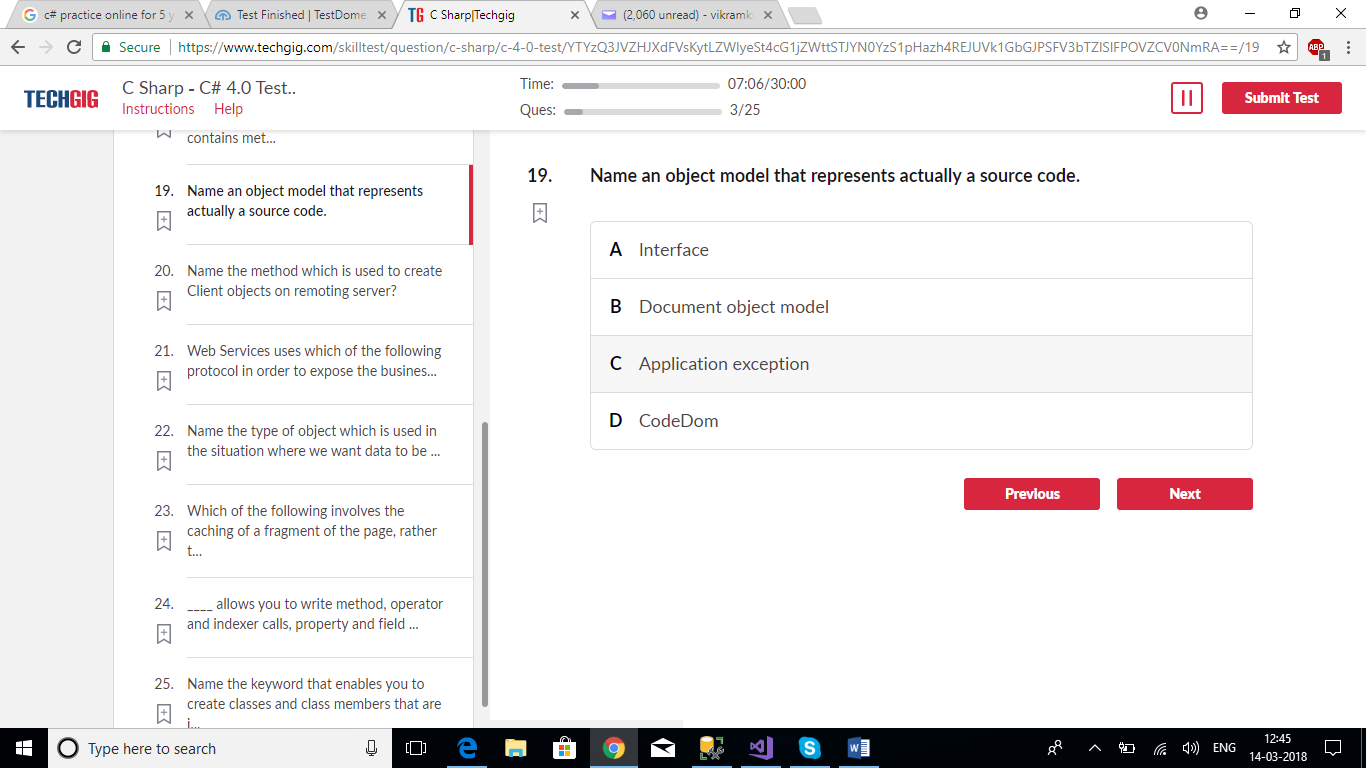 c# practice online for 5 y
Test Finished | TestDome
TG C Sharp|Techgig
(2,060 unread) - vikramk
Secure
https://www.techgig.com/skilltest/question/c-sharp/c-4-0-test/YTYzQ3JVZHJXdFVsKytLZWIyeSt4cG1jZWttSTJYN0YzS1pHazh4REJUVk1GbGJPSFV3bTZISIFPOVZCV0NmRA==/19
ABP
1
TECHGIG
C Sharp - C# 4.0 Test..
Instructions Help
Time: 07:06/30:00
Ques: 3/25
Submit Test
contains met...
19. Name an object model that represents
actually a source code.
20. Name the method which is used to create
Client objects on remoting server?
21. Web Services uses which of the following
protocol in order to expose the busines...
22. Name the type of object which is used in
the situation where we want data to be ...
23. Which of the following involves the
caching of a fragment of the page, rather
t...
24. ____ allows you to write method, operator
and indexer calls, property and field ...
25. Name the keyword that enables you to
create classes and class members that are
i...
19. Name an object model that represents actually a source code.
A Interface
B Document object model
C Application exception
D CodeDom
Previous
Next
Type here to search
ENG
12:45
14-03-2018